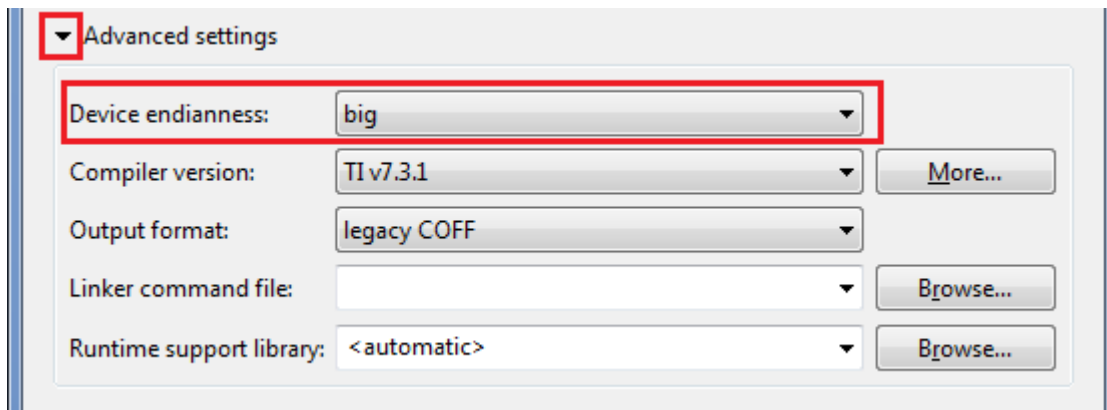 Advanced settings
Device endianness: big
Compiler version: TI v7.3.1 More...
Output format: legacy COFF
Linker command file: Browse...
Runtime support library: <automatic> Browse...